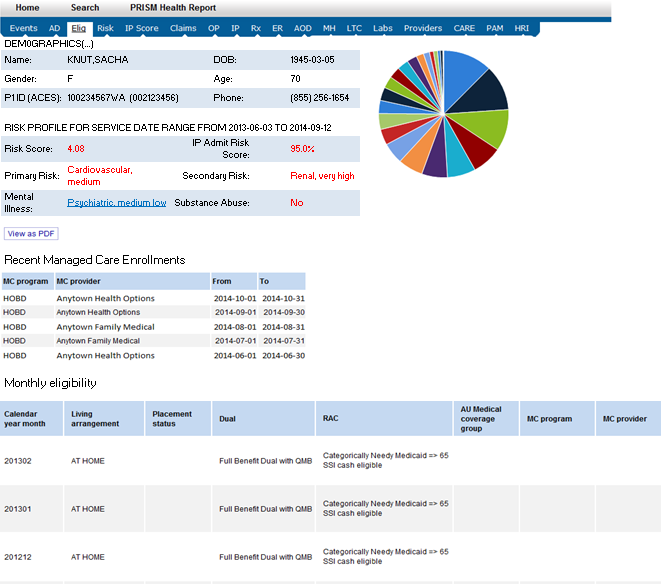 Home Search PRISM Health Report
Events AD Elig Risk IP Score Claims OP IP Rx ER AOD MH LTC Labs Providers CARE PAM HRI
DEMOGRAPHICS(...)
Name: KNUT,SACHA DOB: 1945-03-05
Gender: F Age: 70
P1ID (ACES): 100234567WA (002123456) Phone: (855) 256-1654
RISK PROFILE FOR SERVICE DATE RANGE FROM 2013-06-03 TO 2014-09-12
Risk Score: 4.08 IP Admit Risk Score: 95.0%
Primary Risk: Cardiovascular, medium Secondary Risk: Renal, very high
Mental Illness: Psychiatric, medium low Substance Abuse: No
View as PDF
Recent Managed Care Enrollments
MC program MC provider From To
HOBD Anytown Health Options 2014-10-01 2014-10-31
HOBD Anytown Health Options 2014-09-01 2014-09-30
HOBD Anytown Family Medical 2014-08-01 2014-08-31
HOBD Anytown Family Medical 2014-07-01 2014-07-31
HOBD Anytown Health Options 2014-06-01 2014-06-30
Monthly eligibility
Calendar year month Living arrangement Placement status Dual RAC AU Medical coverage group MC program MC provider
201302 AT HOME Full Benefit Dual with QMB Categorically Needy Medicaid => 65 SSI cash eligible
201301 AT HOME Full Benefit Dual with QMB Categorically Needy Medicaid => 65 SSI cash eligible
201212 AT HOME Full Benefit Dual with QMB Categorically Needy Medicaid => 65 SSI cash eligible